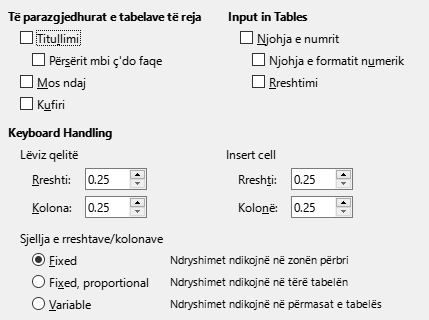 Të parazgjedhurat e tabelave të reja
Titullimi
Përsërit mbi ç'do faqe
Mos ndaj
Kufiri
Input in Tables
Njohja e numrit
Njohja e formatit numerik
Rreshtimi
Keyboard Handling
Lëviz qelitë
Rreshti: 0.25
Kolona: 0.25
Insert cell
Rreshti: 0.25
Kolonë: 0.25
Sjellja e rreshtave/kolonave
Fixed Ndryshimet ndikojnë në zonën përbri
Fixed, proportional Ndryshimet ndikojnë në tërë tabelën
Variable Ndryshimet ndikojnë në përmasat e tabelës